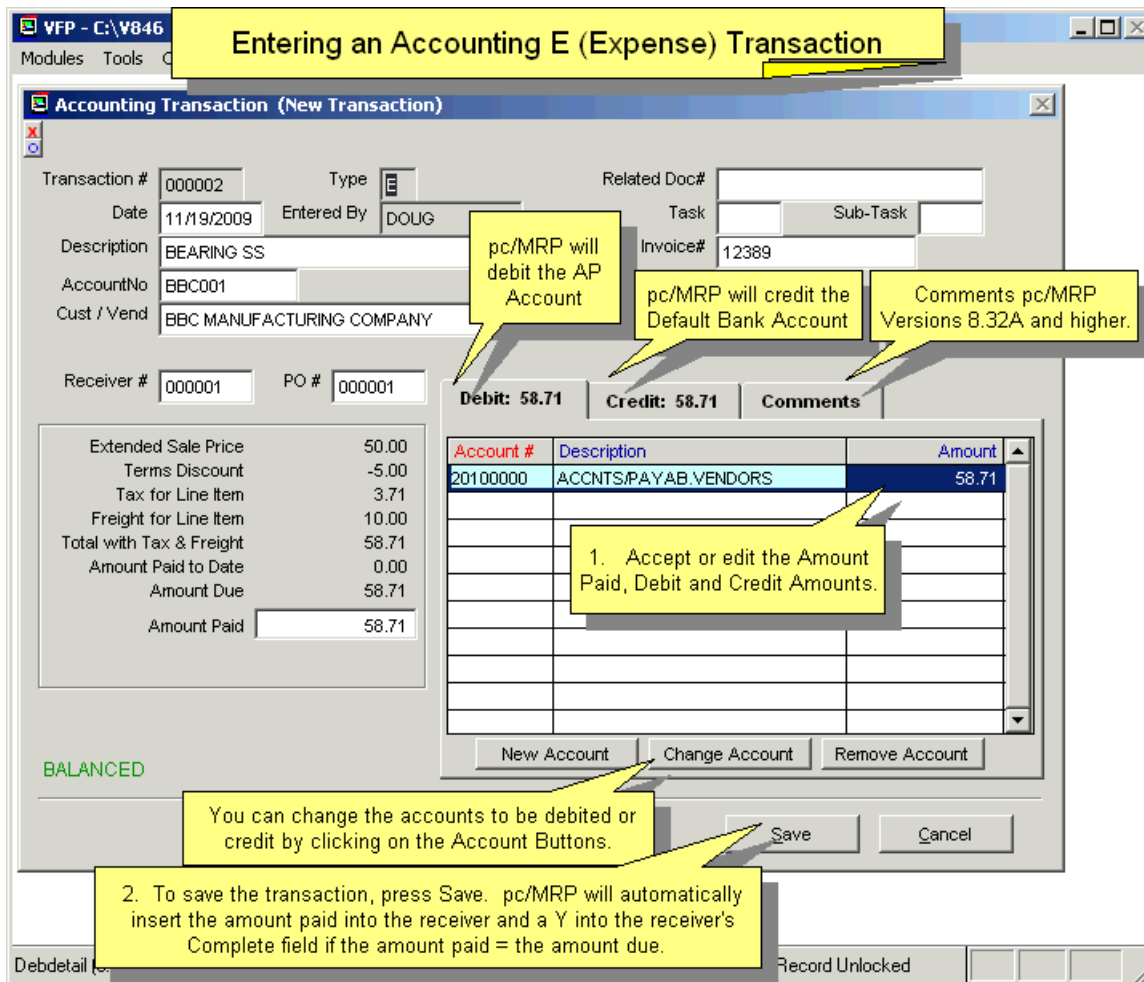 VFP - C:\V846
Entering an Accounting E (Expense) Transaction
Modules Tools
Accounting Transaction (New Transaction)
X
O
Transaction # 000002 Type E Related Doc#
Date 11/19/2009 Entered By DOUG Task Sub-Task
Description BEARING SS Invoice# 12389
AccountNo BBC001
Cust / Vend BBC MANUFACTURING COMPANY
pc/MRP will
debit the AP
Account
pc/MRP will credit the
Default Bank Account
Comments pc/MRP
Versions 8.32A and higher.
Receiver # 000001 PO # 000001
Debit: 58.71 Credit: 58.71 Comments
Extended Sale Price 50.00
Terms Discount -5.00
Tax for Line Item 3.71
Freight for Line Item 10.00
Total with Tax & Freight 58.71
Amount Paid to Date 0.00
Amount Due 58.71
Amount Paid 58.71
Account # Description Amount
20100000 ACCNTS/PAYAB.VENDORS 58.71
1. Accept or edit the Amount
Paid, Debit and Credit Amounts.
New Account Change Account Remove Account
BALANCED
You can change the accounts to be debited or
credit by clicking on the Account Buttons.
Save Cancel
2. To save the transaction, press Save. pc/MRP will automatically
insert the amount paid into the receiver and a Y into the receiver's
Complete field if the amount paid = the amount due.
Debdetail Record Unlocked